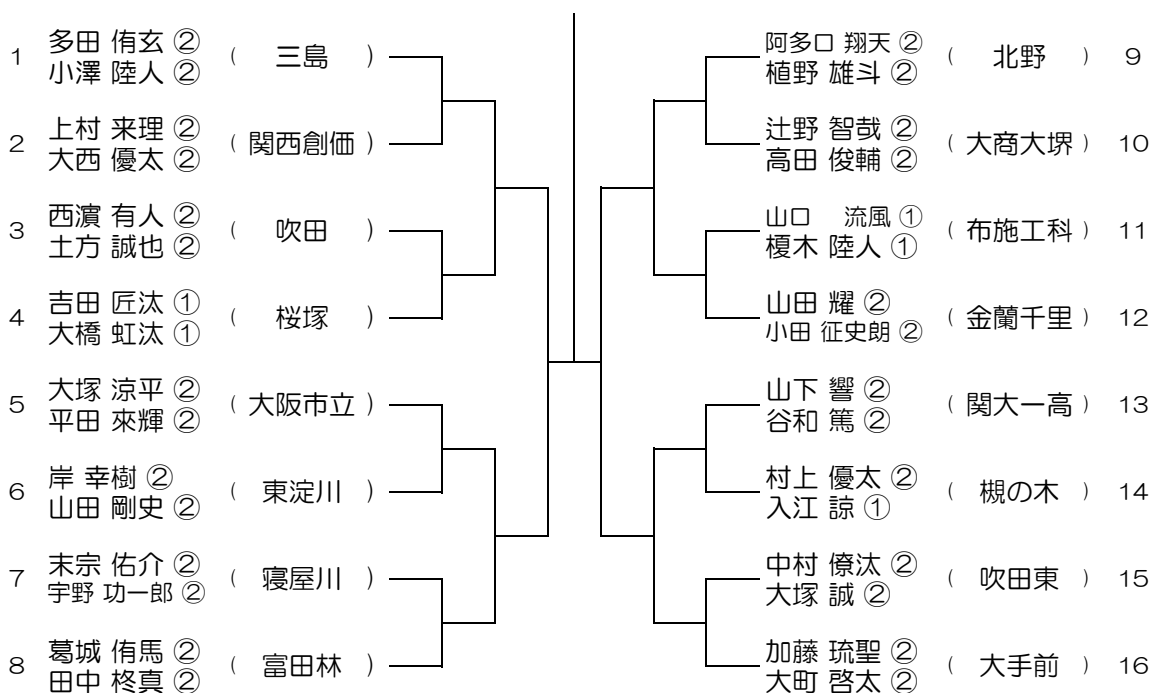 1 多田 侑玄 ② ( 三島 )
小澤 陸人 ②
2 上村 来理 ② ( 関西創価 )
大西 優太 ②
3 西濵 有人 ② ( 吹田 )
土方 誠也 ②
4 吉田 匠汰 ① ( 桜塚 )
大橋 虹汰 ①
5 大塚 涼平 ② ( 大阪市立 )
平田 來輝 ②
6 岸 幸樹 ② ( 東淀川 )
山田 剛史 ②
7 末宗 佑介 ② ( 寝屋川 )
宇野 功一郎 ②
8 葛城 侑馬 ② ( 富田林 )
田中 柊真 ②
阿多口 翔天 ② ( 北野 ) 9
植野 雄斗 ②
辻野 智哉 ② ( 大商大堺 ) 10
高田 俊輔 ②
山口 流風 ① ( 布施工科 ) 11
榎木 陸人 ①
山田 耀 ② ( 金蘭千里 ) 12
小田 征史朗 ②
山下 響 ② ( 関大一高 ) 13
谷和 篤 ②
村上 優太 ② ( 槻の木 ) 14
入江 諒 ①
中村 僚汰 ② ( 吹田東 ) 15
大塚 誠 ②
加藤 琉聖 ② ( 大手前 ) 16
大町 啓太 ②